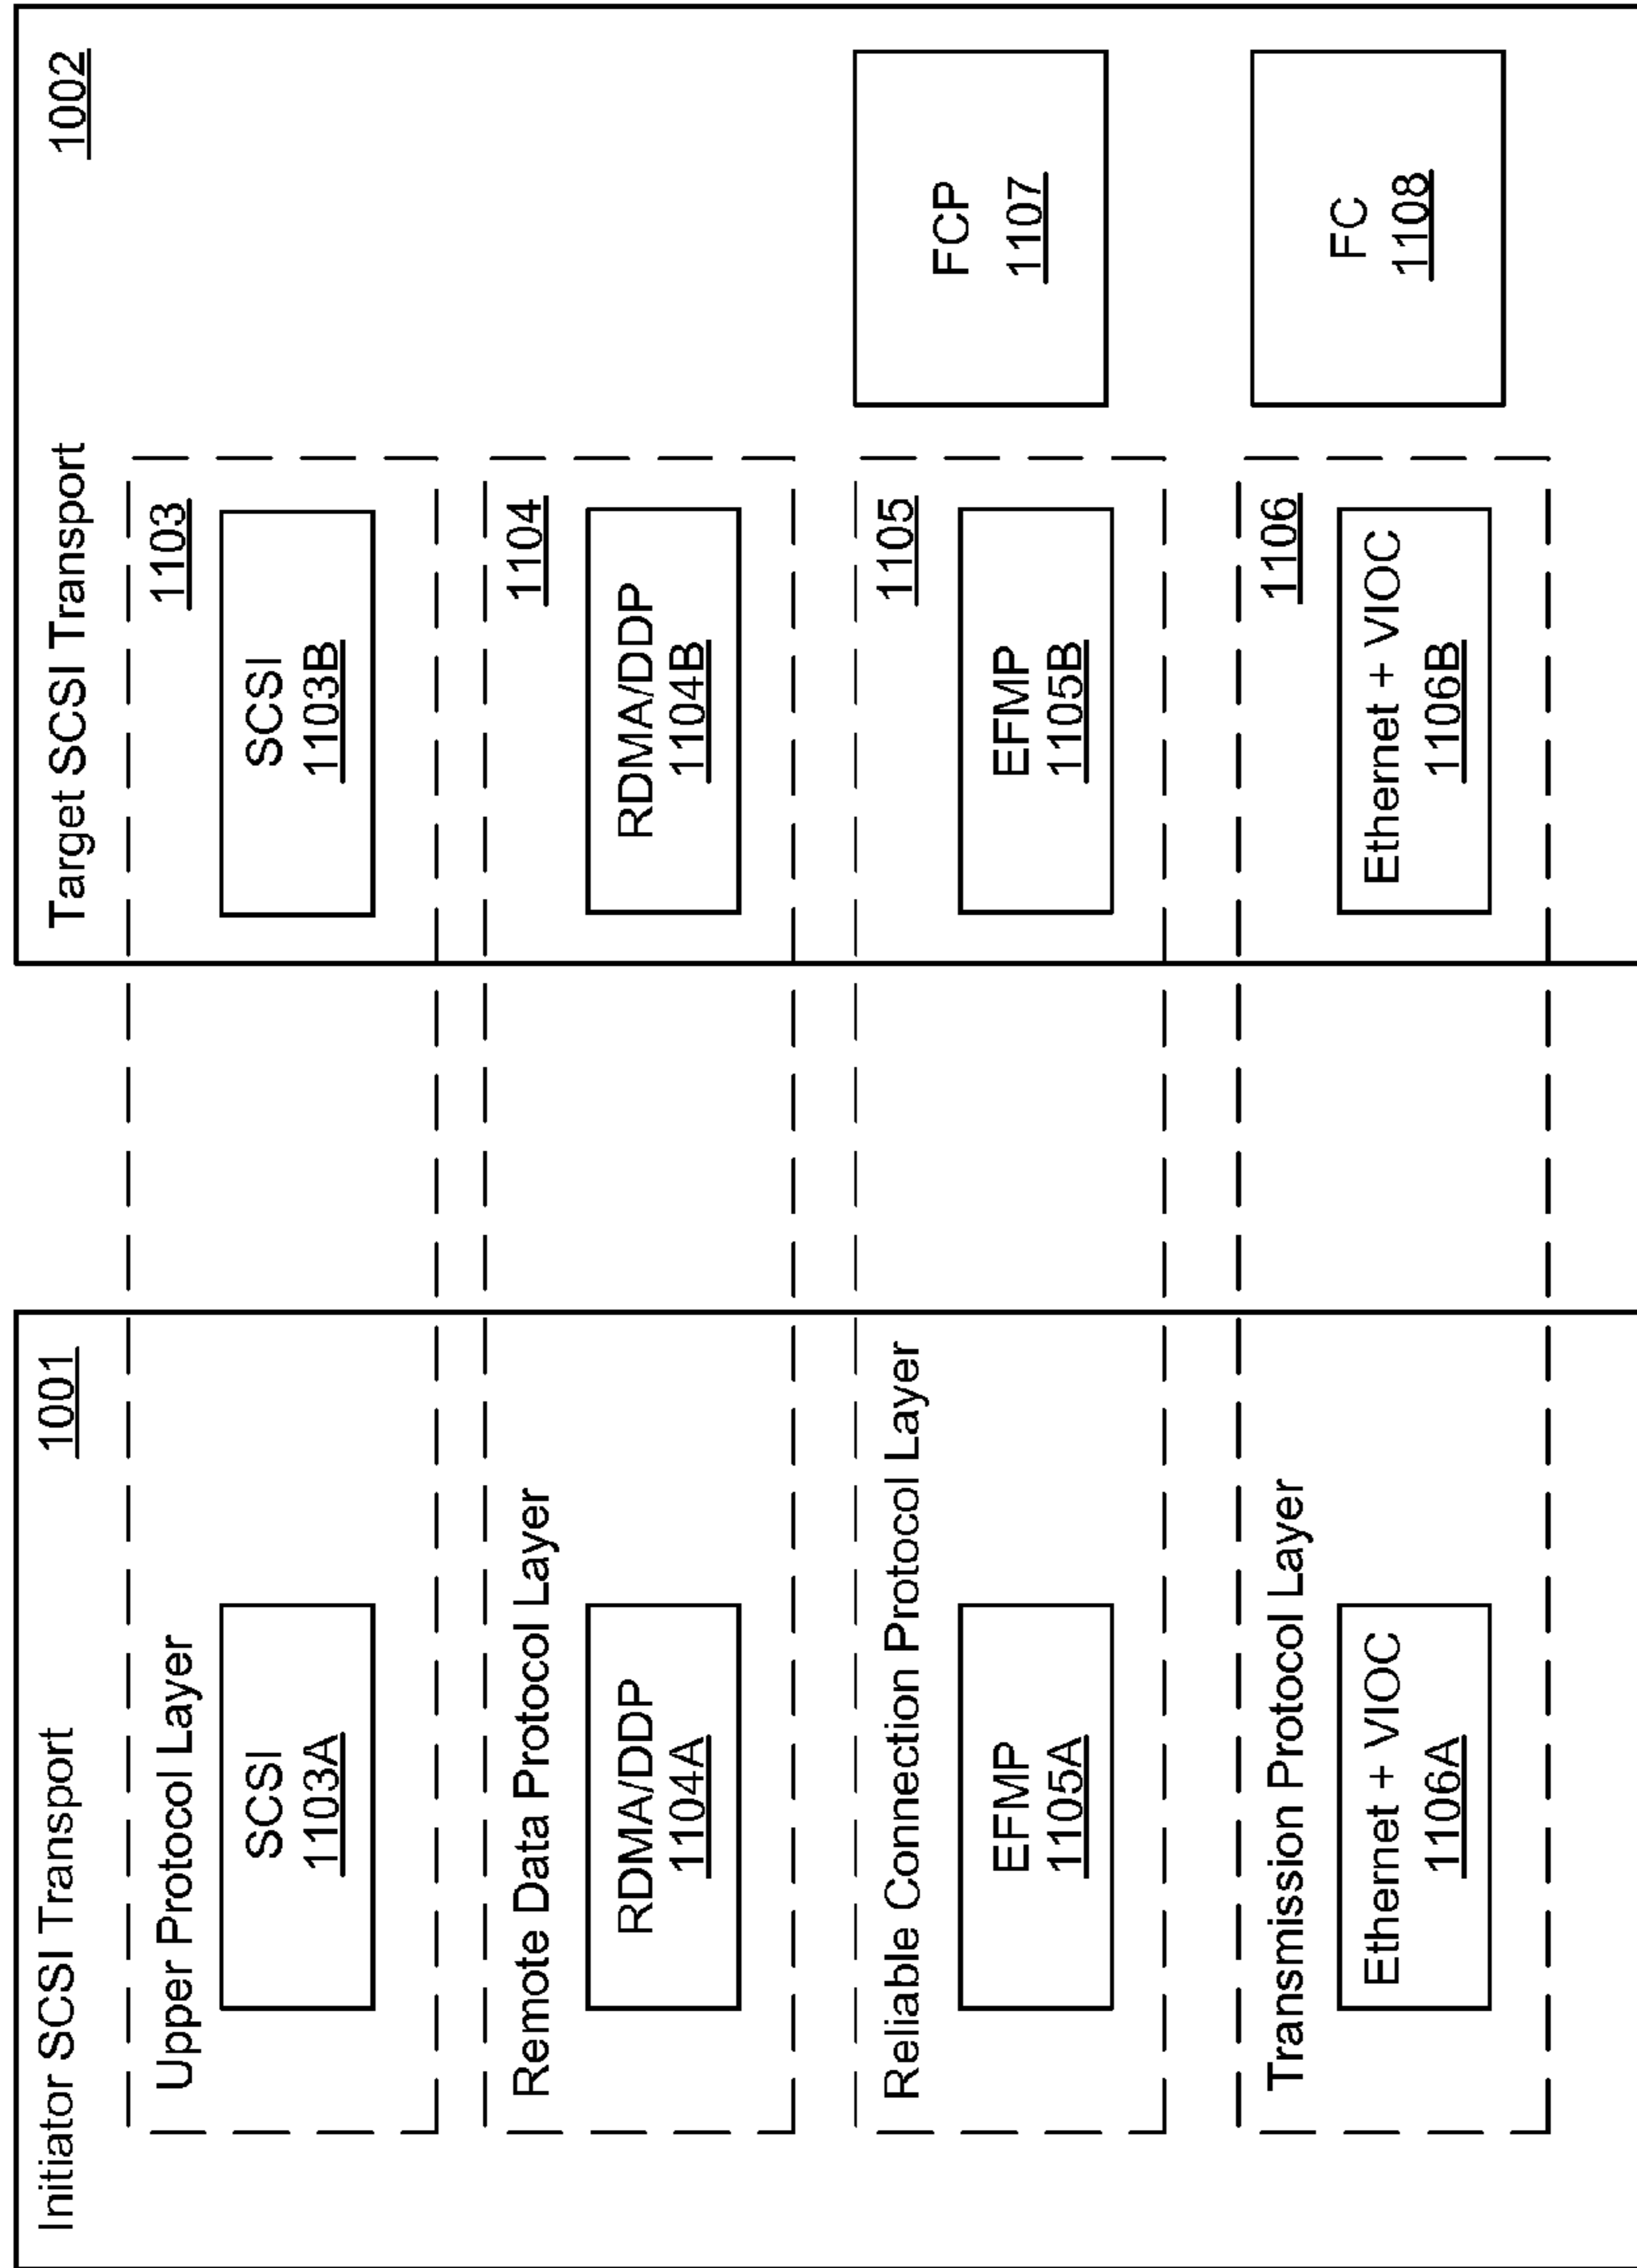 Initiator SCSI Transport
1001
Target SCSI Transport
1002
Upper Protocol Layer
1103
SCSI
1103A
SCSI
1103B
Remote Data Protocol Layer
1104
RDMA/DDP
1104A
RDMA/DDP
1104B
Reliable Connection Protocol Layer
1105
EFMP
1105A
EFMP
1105B
FCP
1107
Transmission Protocol Layer
1106
Ethernet + VIOC
1106A
Ethernet + VIOC
1106B
FC
1108